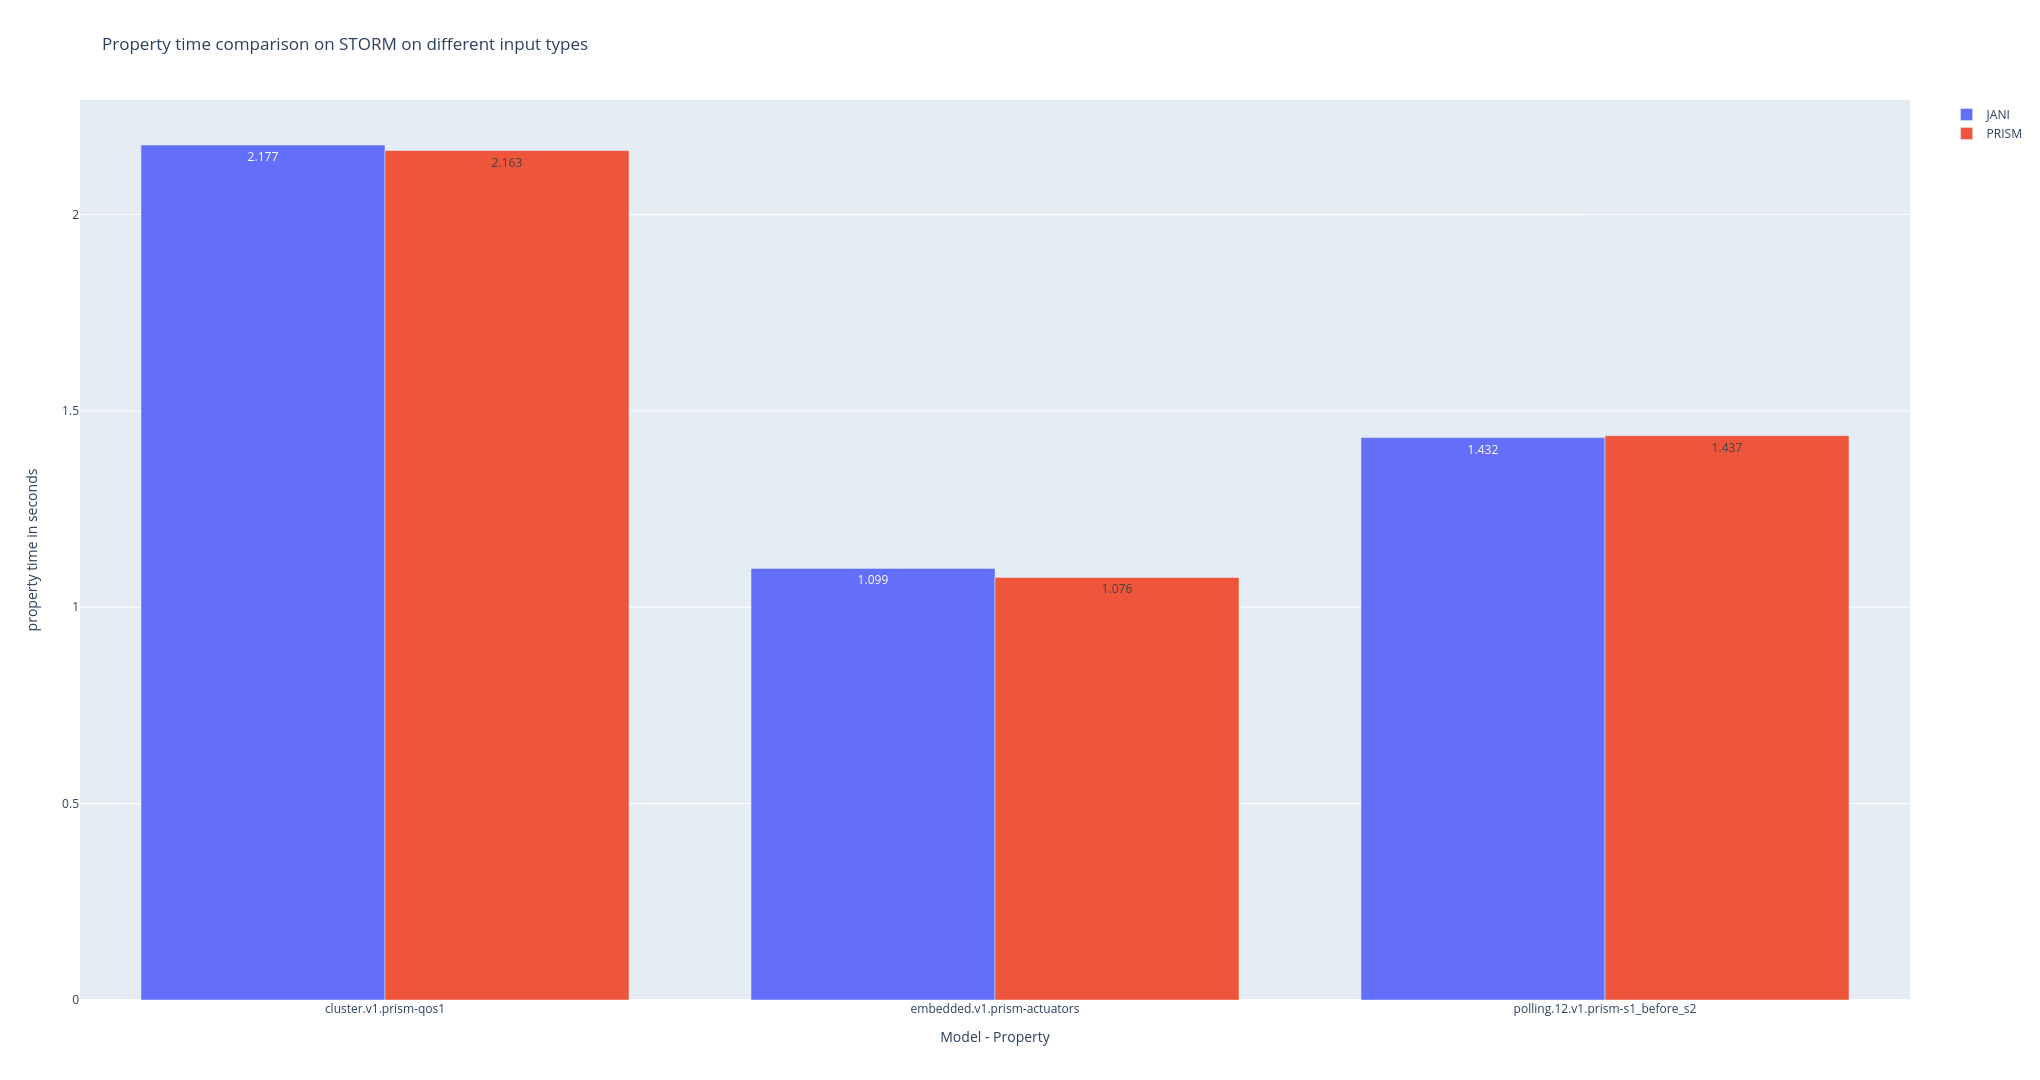 Property time comparison on STORM on different input types
JANI
PRISM
2.177
2.163
1.099
1.076
1.432
1.437
2
1.5
1
0.5
0
property time in seconds
cluster.v1.prism-qos1
embedded.v1.prism-actuators
polling.12.v1.prism-s1_before_s2
Model - Property